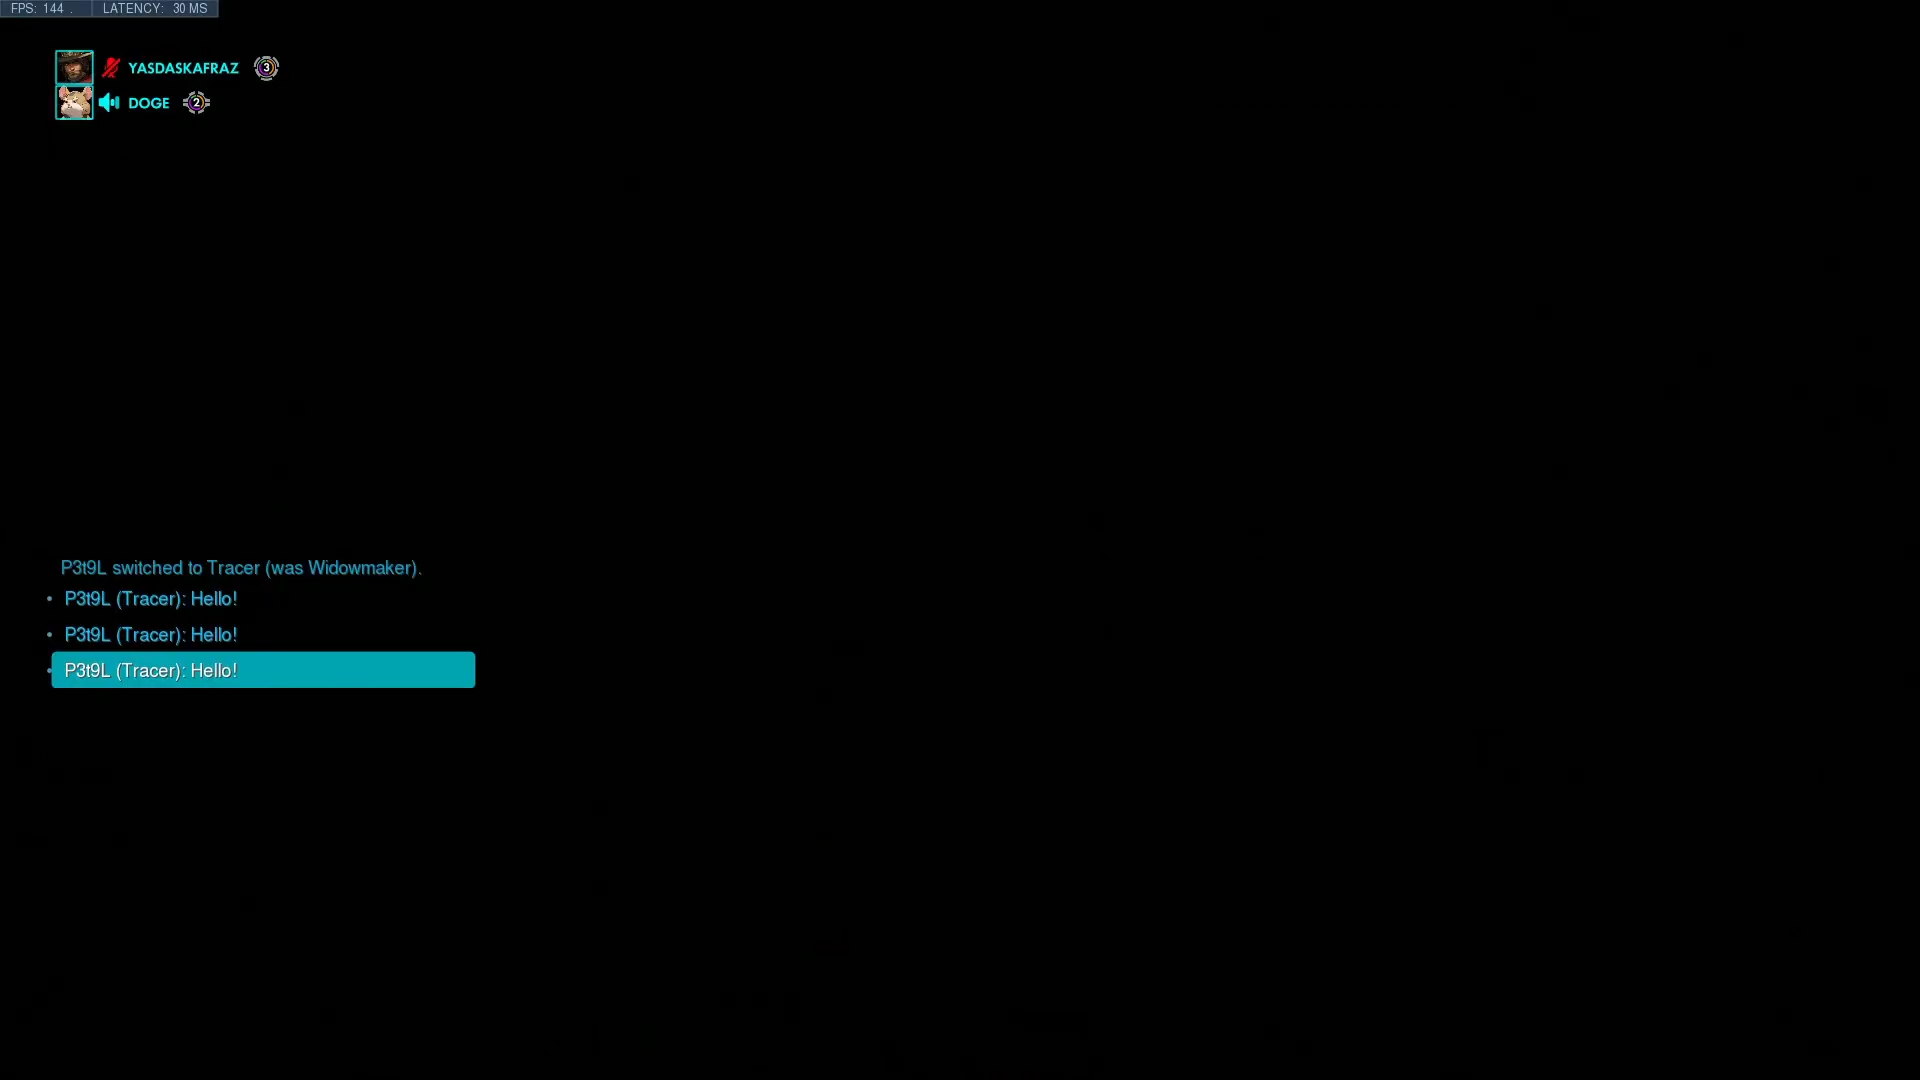 FPS: 144 . LATENCY: 30 MS
YASDASKAFRAZ 3
DOGE 2
P3t9L switched to Tracer (was Widowmaker).
• P3t9L (Tracer): Hello!
• P3t9L (Tracer): Hello!
• P3t9L (Tracer): Hello!